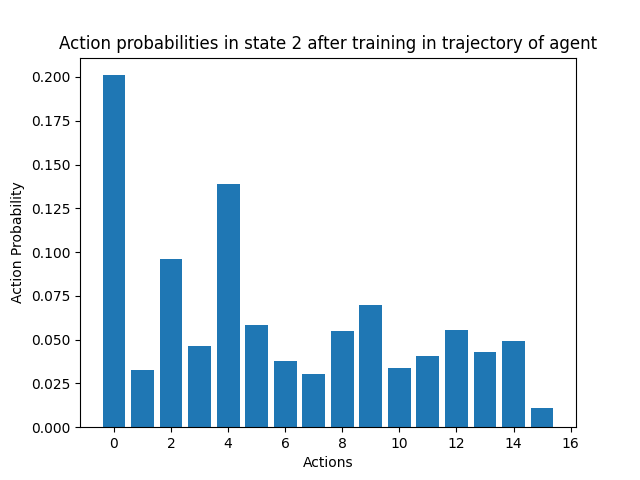 Action probabilities in state 2 after training in trajectory of agent
0.200
0.175
0.150
0.125
0.100
0.075
0.050
0.025
0.000
Action Probability
0 2 4 6 8 10 12 14 16
Actions